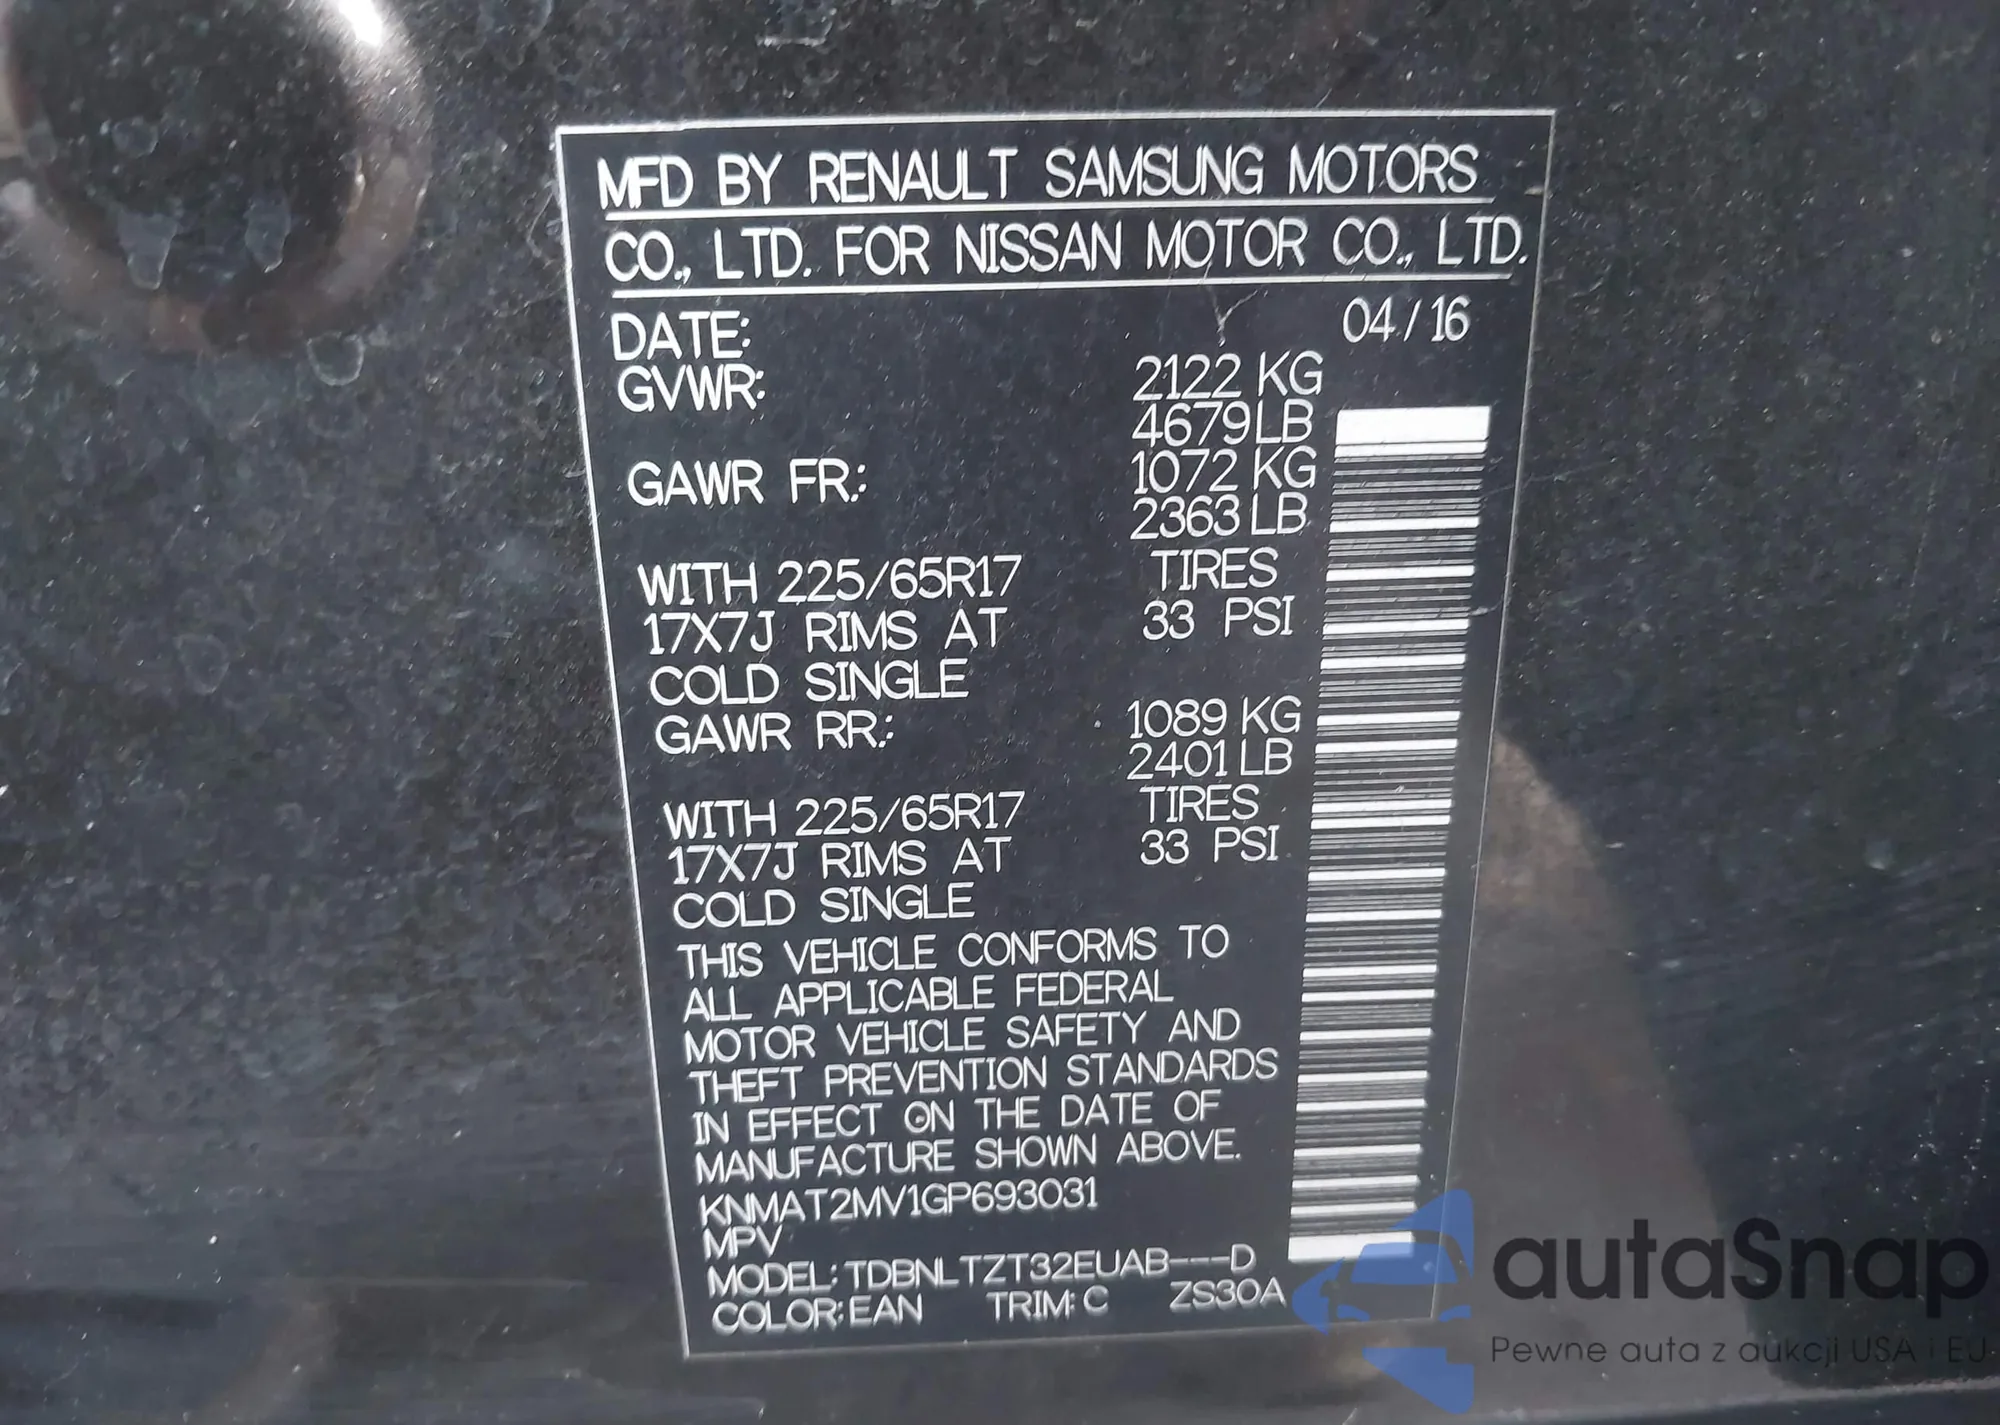 MFD BY RENAULT SAMSUNG MOTORS
CO., LTD. FOR NISSAN MOTOR CO., LTD.
DATE: 04/16
GVWR: 2122 KG
4679 LB
GAWR FR.: 1072 KG
2363 LB
WITH 225/65R17 TIRES
17X7J RIMS AT 33 PSI
COLD SINGLE
GAWR RR.: 1089 KG
2401 LB
WITH 225/65R17 TIRES
17X7J RIMS AT 33 PSI
COLD SINGLE
THIS VEHICLE CONFORMS TO
ALL APPLICABLE FEDERAL
MOTOR VEHICLE SAFETY AND
THEFT PREVENTION STANDARDS
IN EFFECT ON THE DATE OF
MANUFACTURE SHOWN ABOVE.
KNMAT2MV1GP693031
MPV
MODEL: TDBNLTZT32EUAB---D
COLOR: EAN TRIM: C ZS30A
autaSnap
Pewne auta z aukcji USA i EU